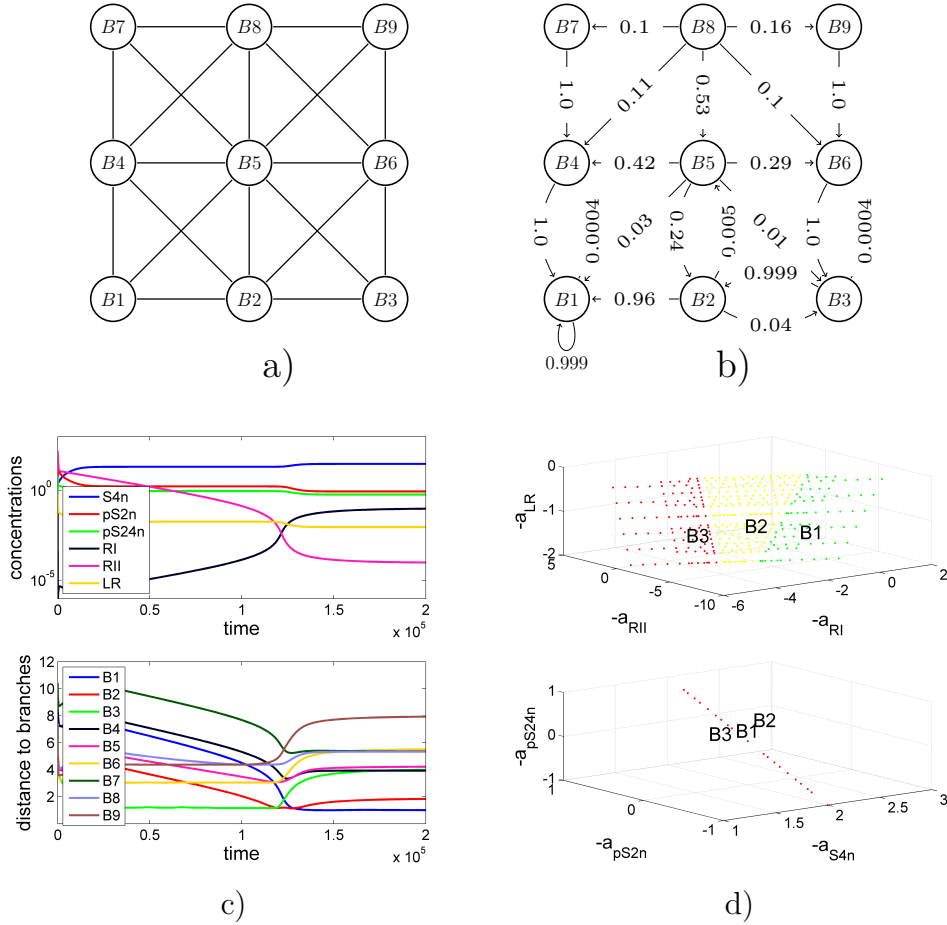 B7 B8 B9
B4 B5 B6
B1 B2 B3
a)
B7 0.1 B8 0.16 B9
1.0 0.11 0.53 0.1 1.0
B4 0.42 B5 0.29 B6
1.0 0.0004 0.03 0.24 0.005 0.01 1.0 0.0004
0.999
B1 0.96 B2 B3
0.04
0.999
b)
concentrations
10^0
10^-5
S4n
pS2n
pS24n
RI
RII
LR
0 0.5 1 1.5 2
time
x 10^5
distance to branches
12
10
8
6
4
2
B1
B2
B3
B4
B5
B6
B7
B8
B9
0 0.5 1 1.5 2
time
x 10^5
c)
-a_LR
0
-1
-2
B3 B2 B1
5 0 -5 -10
-6 -4 -2 0 2
-a_RII
-a_RI
-a_pS24n
1
0
-1
B3 B1 B2
1 0 -1
1 1.5 2 2.5 3
-a_pS2n
-a_S4n
d)